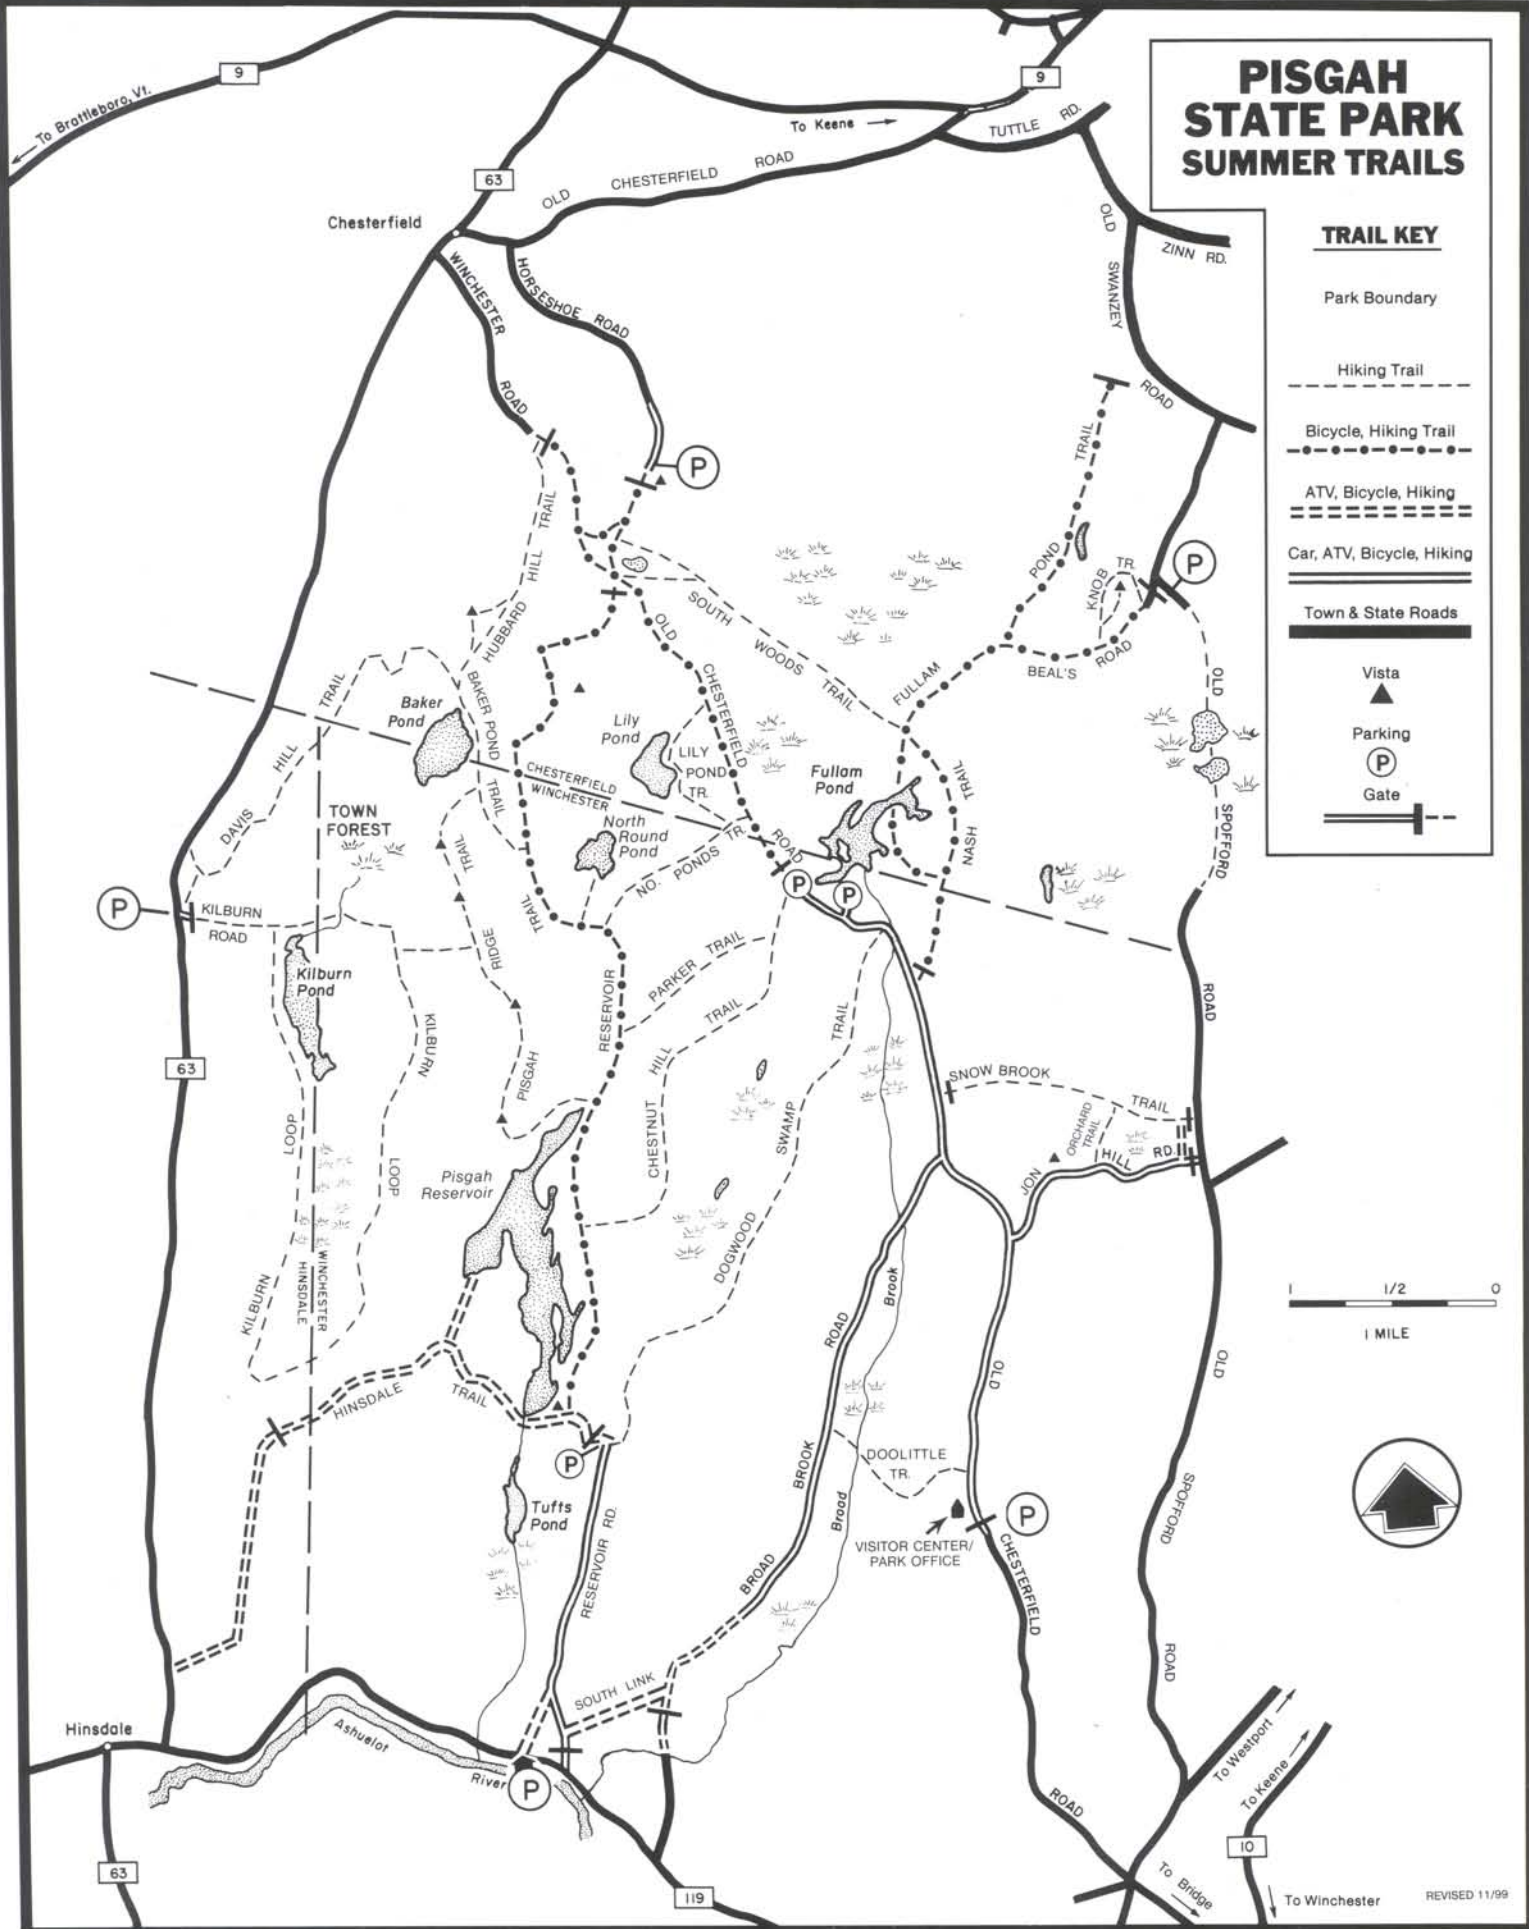 PISGAH
STATE PARK
SUMMER TRAILS
TRAIL KEY
Park Boundary
Hiking Trail
Bicycle, Hiking Trail
ATV, Bicycle, Hiking
Car, ATV, Bicycle, Hiking
Town & State Roads
Vista
Parking
P
Gate
1 1/2 0
1 MILE
REVISED 11/99
9
To Brattleboro, Vt.
9
To Keene
TUTTLE RD.
63
OLD CHESTERFIELD ROAD
Chesterfield
OLD SWANZEY ROAD
ZINN RD.
WINCHESTER ROAD
HORSESHOE ROAD
P
HUBBARD HILL TRAIL
POND TRAIL
KNOB TR.
P
SOUTH WOODS TRAIL
OLD CHESTERFIELD ROAD
FULLAM
BEAL'S ROAD
OLD SPOFFORD ROAD
DAVIS HILL TRAIL
Baker
Pond
BAKER POND TRAIL
Lily
Pond
LILY
POND
TR.
CHESTERFIELD
WINCHESTER
Fullam
Pond
NASH TRAIL
TOWN
FOREST
North
Round
Pond
NO. PONDS TR.
P
P
P
KILBURN
ROAD
PISGAH RIDGE TRAIL
RESERVOIR TRAIL
PARKER TRAIL
Kilburn
Pond
KILBURN LOOP
KILBURN LOOP
CHESTNUT HILL TRAIL
DOGWOOD SWAMP TRAIL
63
SNOW BROOK TRAIL
ORCHARD
TRAIL
JON HILL RD.
Pisgah
Reservoir
WINCHESTER
HINSDALE
HINSDALE TRAIL
BROAD BROOK ROAD
Broad Brook
OLD CHESTERFIELD ROAD
OLD SPOFFORD ROAD
DOOLITTLE
TR.
P
Tufts
Pond
VISITOR CENTER/
PARK OFFICE
P
RESERVOIR RD.
SOUTH LINK
Hinsdale
Ashuelot River
P
63
119
To Westport
To Keene
10
To Bridge
To Winchester